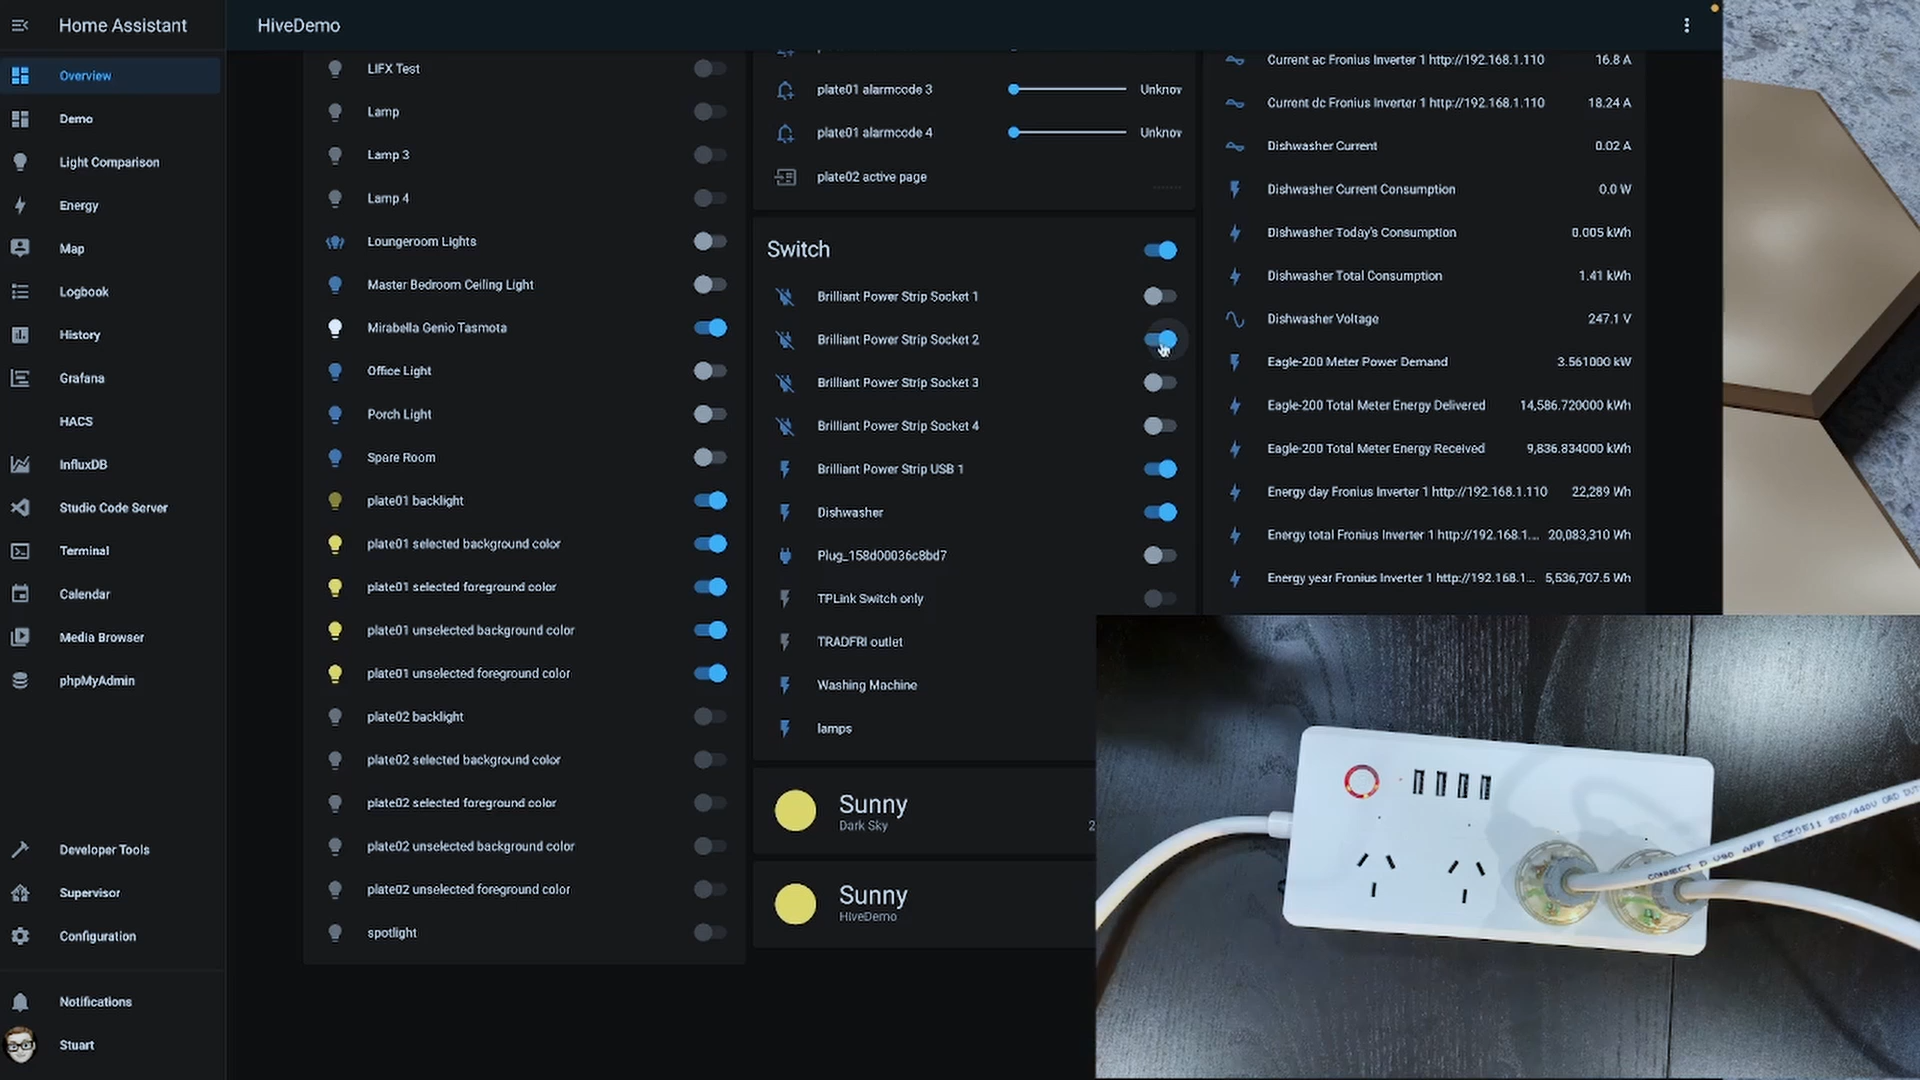 Home Assistant
HiveDemo
Overview
Demo
Light Comparison
Energy
Map
Logbook
History
Grafana
HACS
InfluxDB
Studio Code Server
Terminal
Calendar
Media Browser
phpMyAdmin
Developer Tools
Supervisor
Configuration
Notifications
Stuart
LIFX Test
Lamp
Lamp 3
Lamp 4
Loungeroom Lights
Master Bedroom Ceiling Light
Mirabella Genio Tasmota
Office Light
Porch Light
Spare Room
plate01 backlight
plate01 selected background color
plate01 selected foreground color
plate01 unselected background color
plate01 unselected foreground color
plate02 backlight
plate02 selected background color
plate02 selected foreground color
plate02 unselected background color
plate02 unselected foreground color
spotlight
plate01 alarmcode 3 Unknov
plate01 alarmcode 4 Unknov
plate02 active page
Switch
Brilliant Power Strip Socket 1
Brilliant Power Strip Socket 2
Brilliant Power Strip Socket 3
Brilliant Power Strip Socket 4
Brilliant Power Strip USB 1
Dishwasher
Plug_158d00036c8bd7
TPLink Switch only
TRADFRI outlet
Washing Machine
lamps
Sunny
Dark Sky 2
Sunny
HiveDemo
Current ac Fronius Inverter 1 http://192.168.1.110 16.8 A
Current dc Fronius Inverter 1 http://192.168.1.110 18.24 A
Dishwasher Current 0.02 A
Dishwasher Current Consumption 0.0 W
Dishwasher Today's Consumption 0.005 kWh
Dishwasher Total Consumption 1.41 kWh
Dishwasher Voltage 247.1 V
Eagle-200 Meter Power Demand 3.561000 kW
Eagle-200 Total Meter Energy Delivered 14,586.720000 kWh
Eagle-200 Total Meter Energy Received 9,836.834000 kWh
Energy day Fronius Inverter 1 http://192.168.1.110 22,289 Wh
Energy total Fronius Inverter 1 http://192.168.1.... 20,083,310 Wh
Energy year Fronius Inverter 1 http://192.168.1... 5,536,707.5 Wh
250/440V ORD DUT